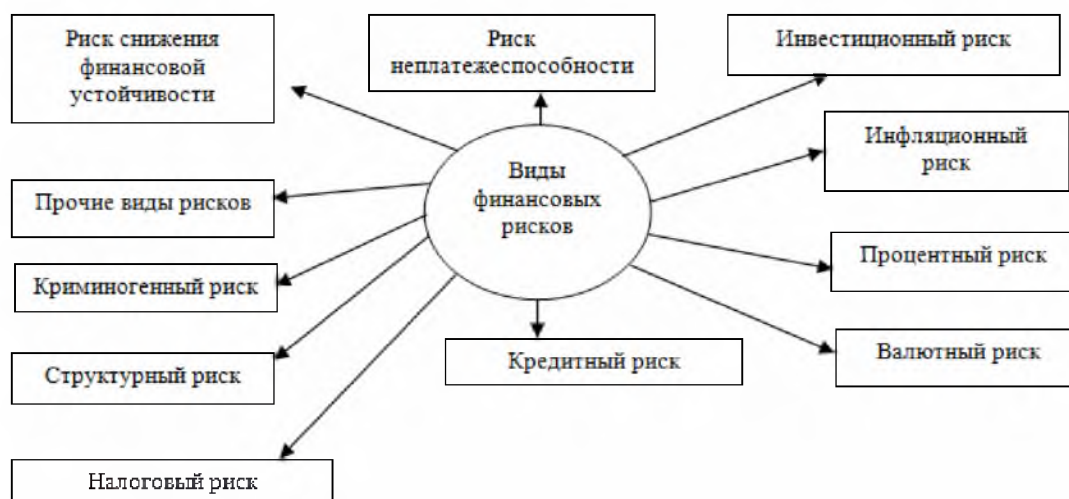 Риск снижения
финансовой
устойчивости
Риск
неплатежеспособности
Инвестиционный риск
Инфляционный
риск
Виды
финансовых
рисков
Прочие виды рисков
Процентный риск
Криминогенный риск
Валютный риск
Кредитный риск
Структурный риск
Налоговый риск